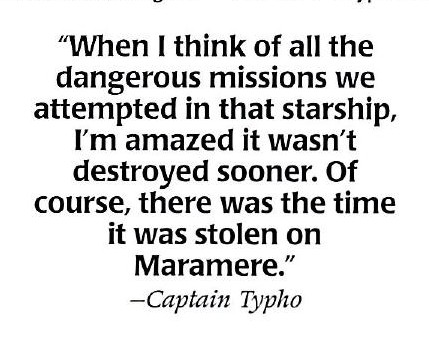 “When I think of all the
dangerous missions we
attempted in that starship,
I’m amazed it wasn’t
destroyed sooner. Of
course, there was the time
it was stolen on
Maramere.”
–Captain Typho